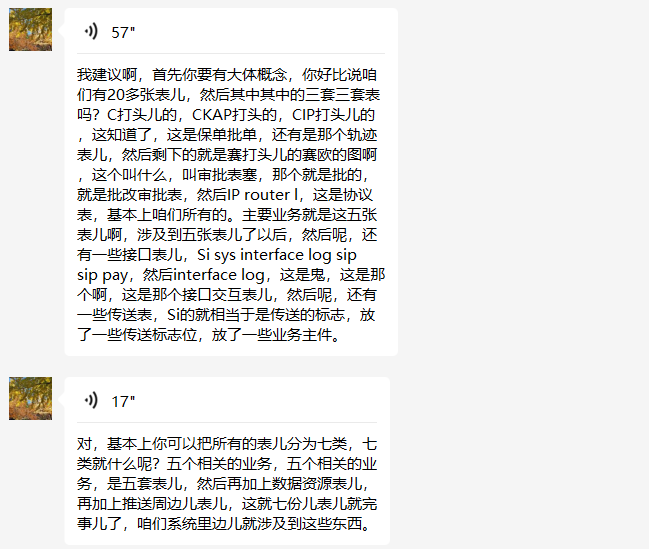 57"
我建议啊，首先你要有大体概念，你好比说咱
们有20多张表儿，然后其中其中的三套三套表
吗？C打头儿的，CKAP打头的，CIP打头儿的
，这知道了，这是保单批单，还有是那个轨迹
表儿，然后剩下的就是赛打头儿的赛欧的图啊
，这个叫什么，叫审批表塞，那个就是批的，
就是批改审批表，然后IP router l，这是协议
表，基本上咱们所有的。主要业务就是这五张
表儿啊，涉及到五张表儿了以后，然后呢，还
有一些接口表儿，Si sys interface log sip
sip pay，然后interface log，这是鬼，这是那
个啊，这是那个接口交互表儿，然后呢，还有
一些传送表，Si的就相当于是传送的标志，放
了一些传送标志位，放了一些业务主件。
17"
对，基本上你可以把所有的表儿分为七类，七
类就什么呢？五个相关的业务，五个相关的业
务，是五套表儿，然后再加上数据资源表儿，
再加上推送周边儿表儿，这就七份儿表儿就完
事儿了，咱们系统里边儿就涉及到这些东西。